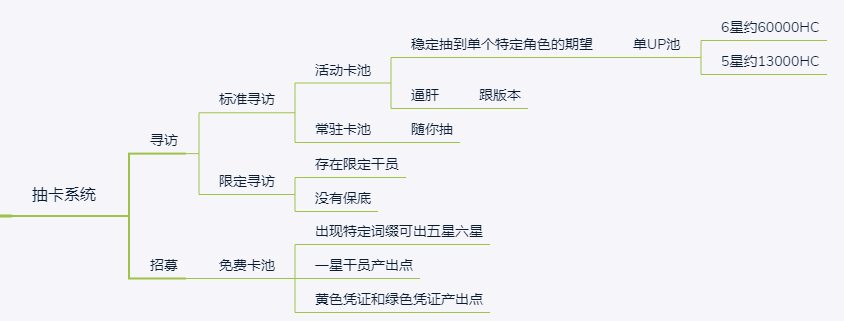 抽卡系统
寻访
标准寻访
活动卡池
稳定抽到单个特定角色的期望
单UP池
6星约60000HC
5星约13000HC
逼肝
跟版本
常驻卡池
随你抽
限定寻访
存在限定干员
没有保底
招募
免费卡池
出现特定词缀可出五星六星
一星干员产出点
黄色凭证和绿色凭证产出点